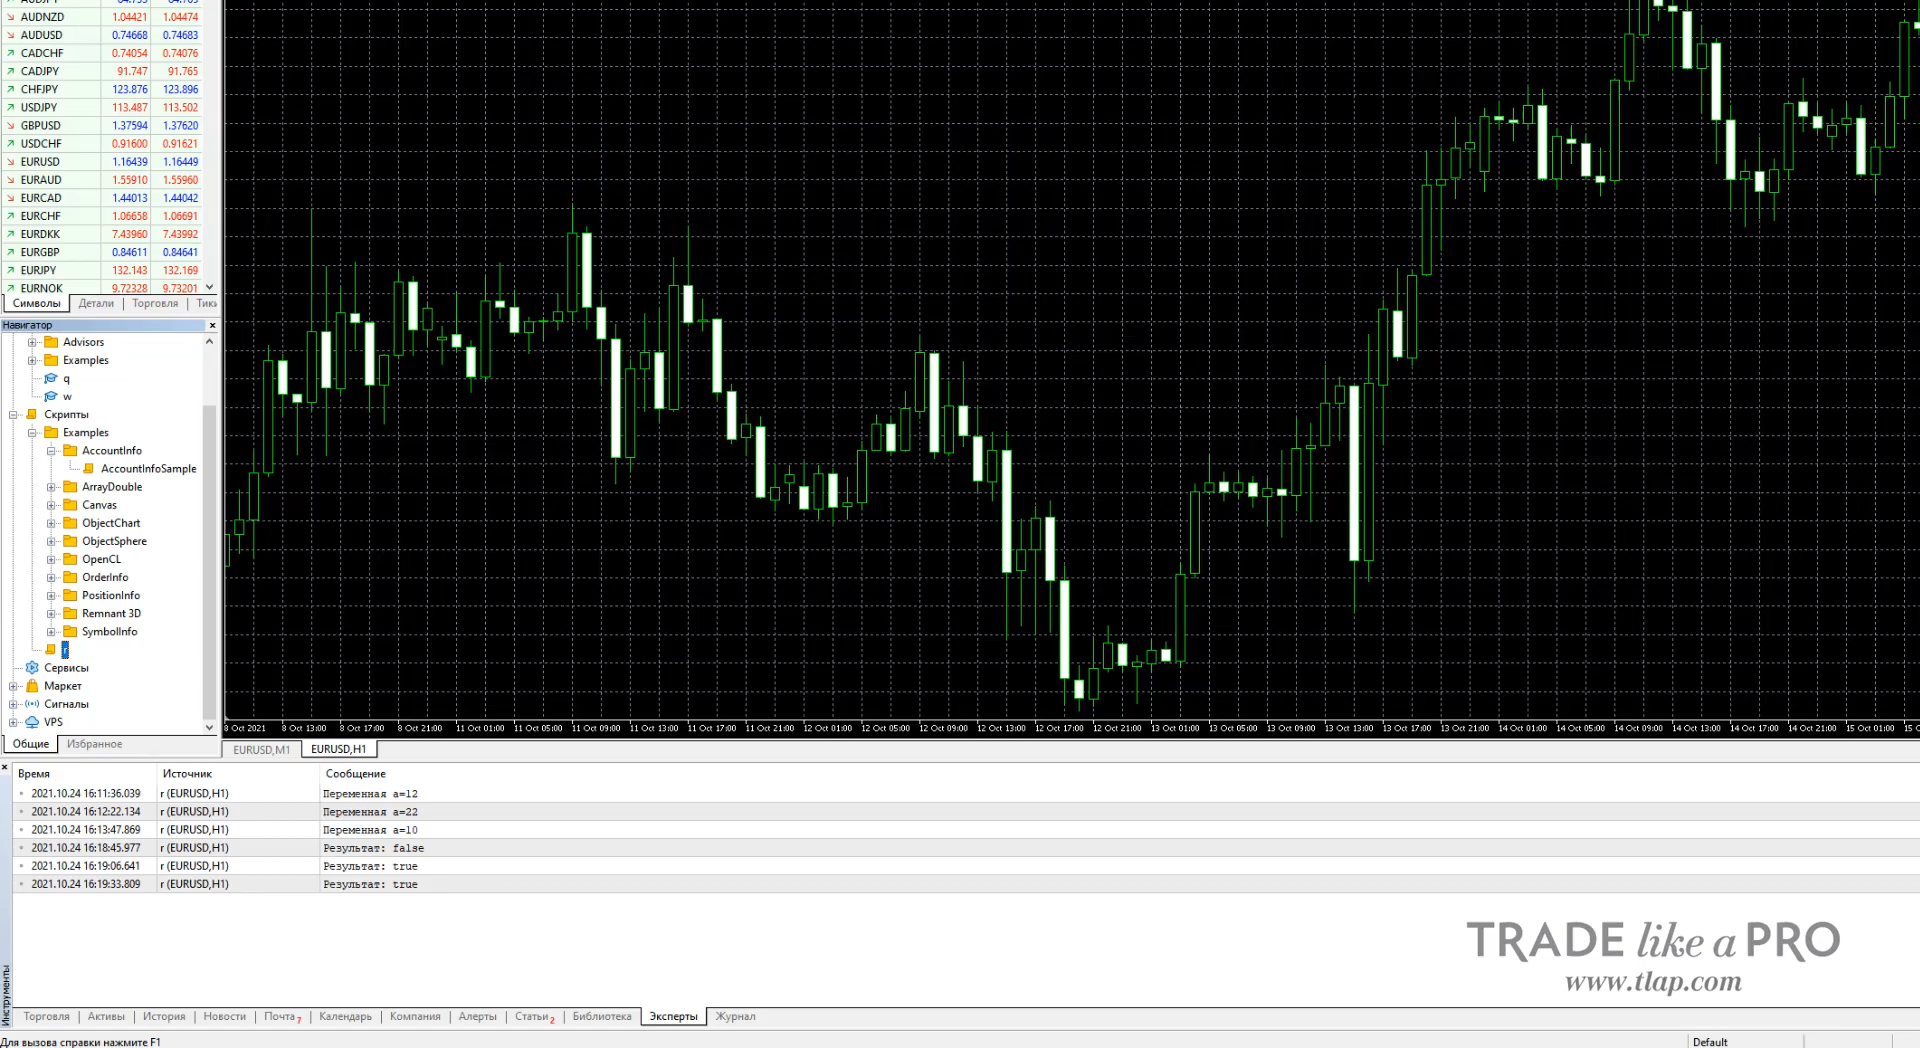 AUDNZD 1.04421 1.04474
AUDUSD 0.74668 0.74683
CADCHF 0.74054 0.74076
CADJPY 91.747 91.765
CHFJPY 123.876 123.896
USDJPY 113.487 113.502
GBPUSD 1.37594 1.37620
USDCHF 0.91600 0.91621
EURUSD 1.16439 1.16449
EURAUD 1.55910 1.55960
EURCAD 1.44013 1.44042
EURCHF 1.06658 1.06691
EURDKK 7.43960 7.43992
EURGBP 0.84611 0.84641
EURJPY 132.143 132.169
EURNOK 9.72328 9.73201
Символы Детали Торговля Тики
Навигатор
Advisors
Examples
q
w
Скрипты
Examples
AccountInfo
AccountInfoSample
ArrayDouble
Canvas
ObjectChart
ObjectSphere
OpenCL
OrderInfo
PositionInfo
Remnant 3D
SymbolInfo
r
Сервисы
Маркет
Сигналы
VPS
Общие Избранное
8 Oct 2021 8 Oct 13:00 8 Oct 17:00 8 Oct 21:00 11 Oct 01:00 11 Oct 05:00 11 Oct 09:00 11 Oct 13:00 11 Oct 17:00 11 Oct 21:00 12 Oct 01:00 12 Oct 05:00 12 Oct 09:00 12 Oct 13:00 12 Oct 17:00 12 Oct 21:00 13 Oct 01:00 13 Oct 05:00 13 Oct 09:00 13 Oct 13:00 13 Oct 17:00 13 Oct 21:00 14 Oct 01:00 14 Oct 05:00 14 Oct 09:00 14 Oct 13:00 14 Oct 17:00 14 Oct 21:00 15 Oct 01:00 15 O
EURUSD,M1 EURUSD,H1
Время Источник Сообщение
2021.10.24 16:11:36.039 r (EURUSD,H1) Переменная a=12
2021.10.24 16:12:22.134 r (EURUSD,H1) Переменная a=22
2021.10.24 16:13:47.869 r (EURUSD,H1) Переменная a=10
2021.10.24 16:18:45.977 r (EURUSD,H1) Результат: false
2021.10.24 16:19:06.641 r (EURUSD,H1) Результат: true
2021.10.24 16:19:33.809 r (EURUSD,H1) Результат: true
TRADE like a PRO
www.tlap.com
Инструменты
Торговля Активы История Новости Почта 7 Календарь Компания Алерты Статьи 2 Библиотека Эксперты Журнал
Для вызова справки нажмите F1 Default